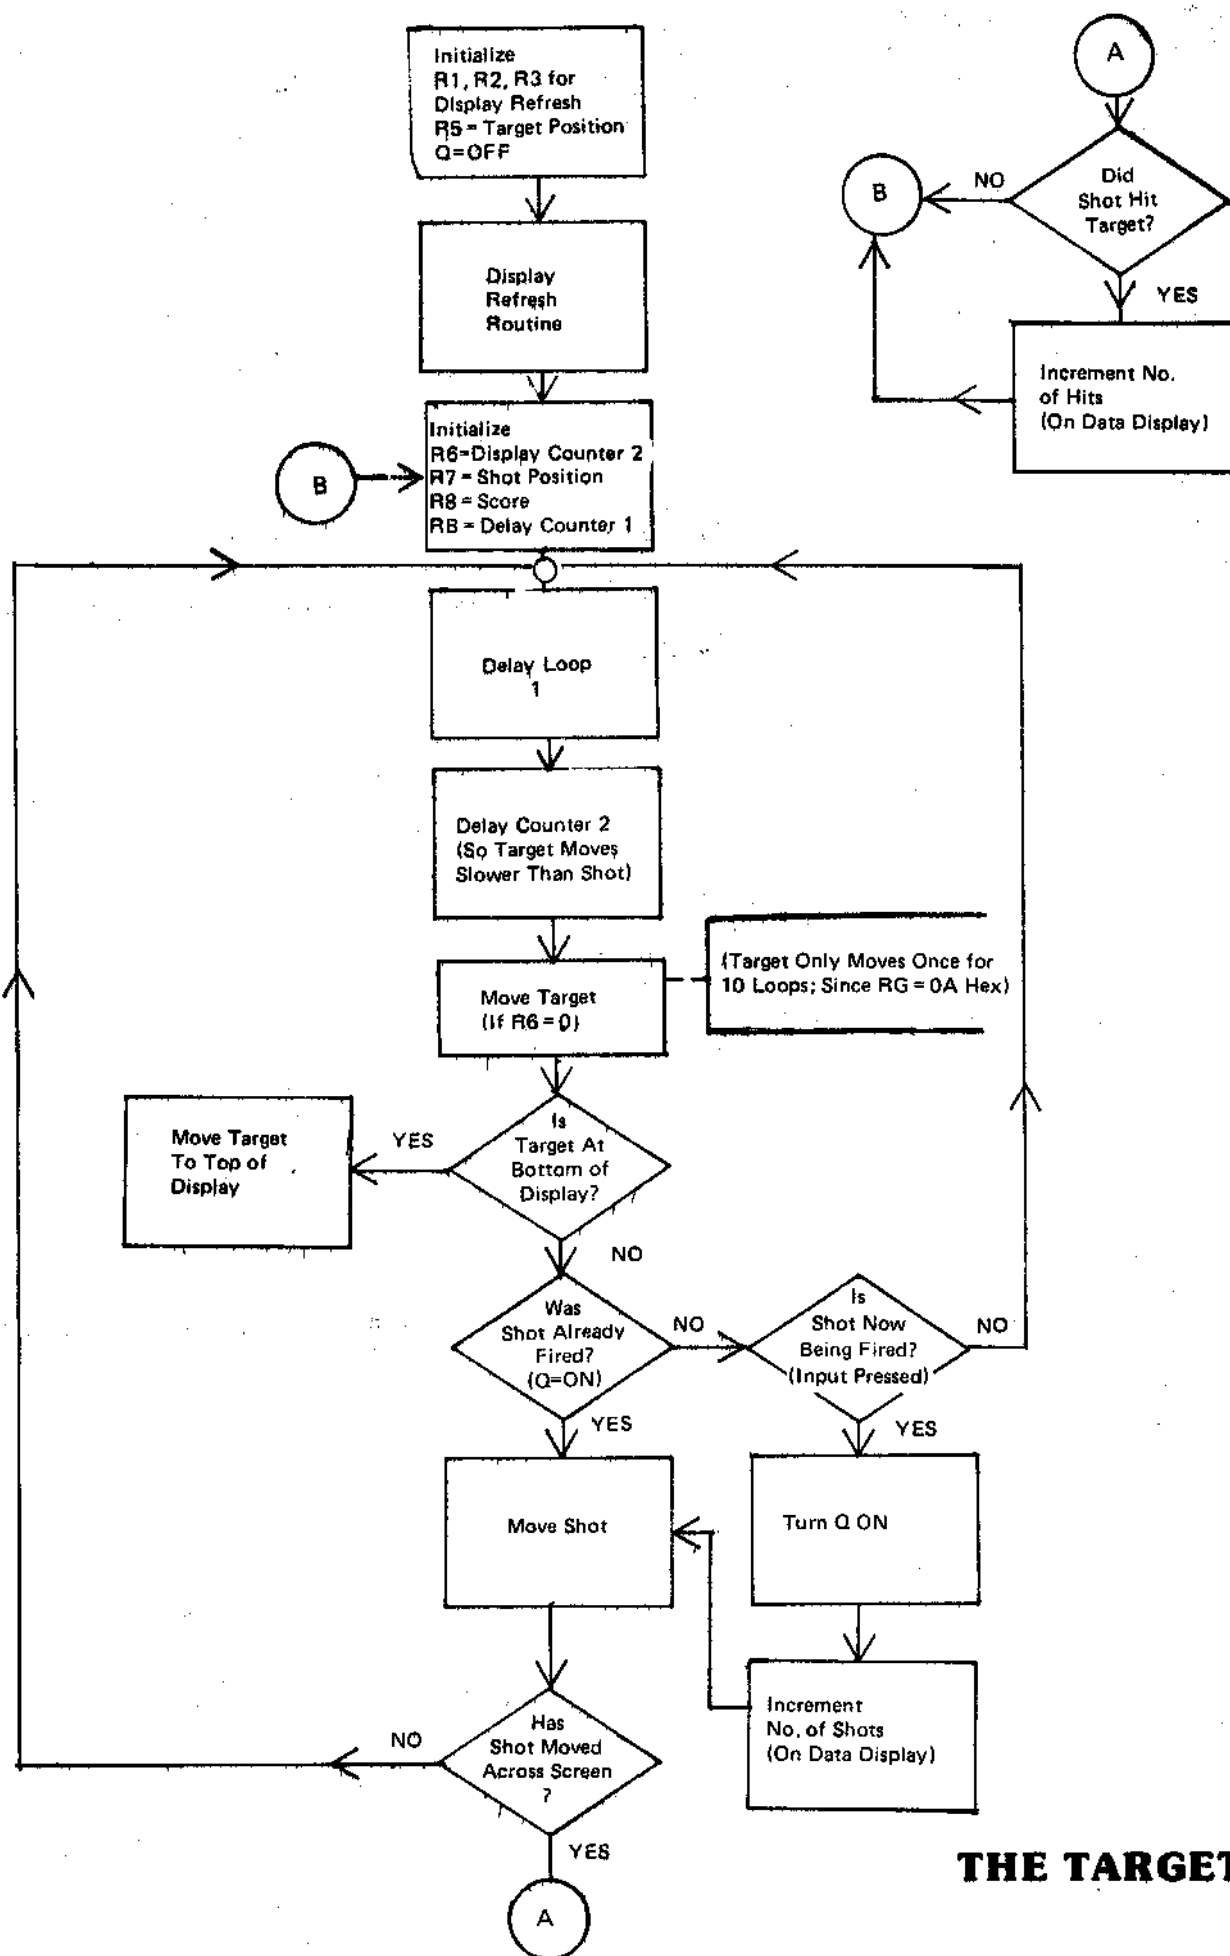 Initialize
R1, R2, R3 for
Display Refresh
R5 = Target Position
Q=OFF
Display
Refresh
Routine
Initialize
R6=Display Counter 2
R7 = Shot Position
R8 = Score
RB = Delay Counter 1
B
Delay Loop
1
Delay Counter 2
(So Target Moves
Slower Than Shot)
Move Target
(If R6 = 0)
(Target Only Moves Once for
10 Loops; Since RG = 0A Hex)
Is
Target At
Bottom of
Display?
YES
Move Target
To Top of
Display
NO
Was
Shot Already
Fired?
(Q=ON)
NO
Is
Shot Now
Being Fired?
(Input Pressed)
NO
YES
YES
Move Shot
Turn Q ON
Increment
No. of Shots
(On Data Display)
Has
Shot Moved
Across Screen
?
NO
YES
A
A
Did
Shot Hit
Target?
NO
B
YES
Increment No.
of Hits
(On Data Display)
THE TARGET